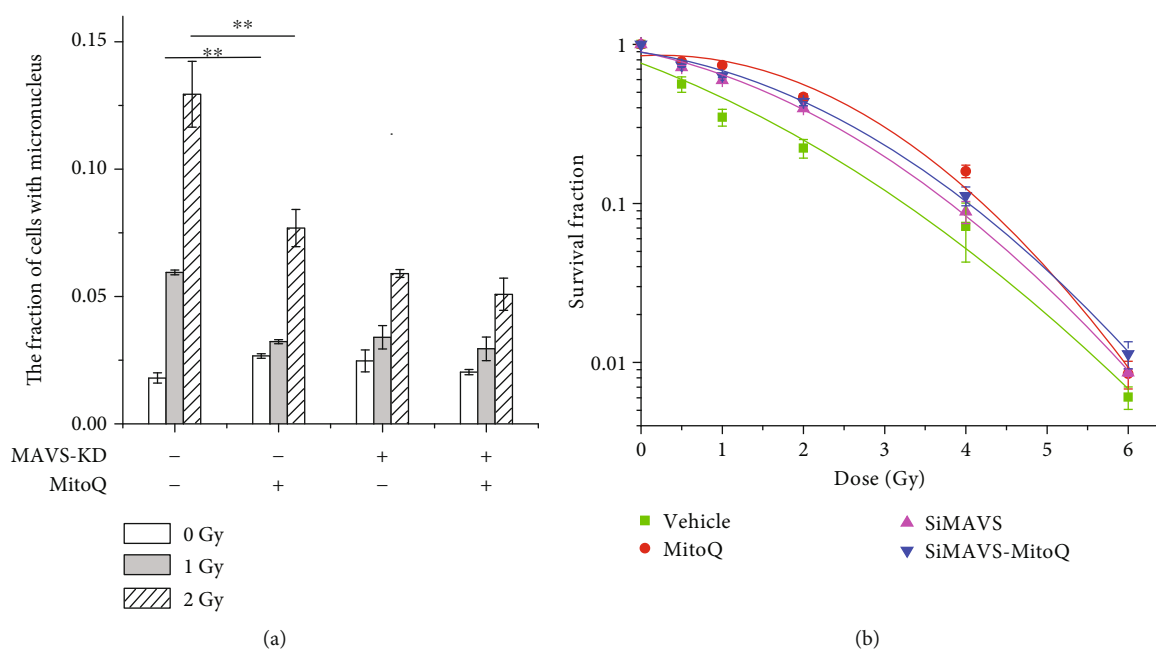 **
**
0.15
0.10
0.05
0.00
The fraction of cells with micronucleus
MAVS-KD − − + +
MitoQ − + − +
0 Gy
1 Gy
2 Gy
(a)
1
0.1
0.01
Survival fraction
0 1 2 3 4 5 6
Dose (Gy)
Vehicle SiMAVS
MitoQ SiMAVS-MitoQ
(b)